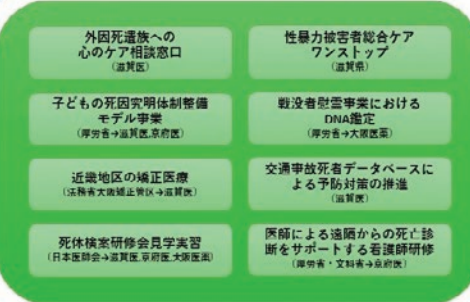 外因死遺族への
心のケア相談窓口
(滋賀医)
性暴力被害者総合ケア
ワンストップ
(滋賀県)
子どもの死因究明体制整備
モデル事業
(厚労省→滋賀医,京府医)
戦没者慰霊事業における
DNA鑑定
(厚労省→大阪医薬)
近畿地区の矯正医療
(法務省大阪矯正管区→滋賀医)
交通事故死者データベースに
よる予防対策の推進
(滋賀医)
死体検案研修会見学実習
(日本医師会→滋賀医,京府医,大阪医薬)
医師による遠隔からの死亡診
断をサポートする看護師研修
(厚労省・文科省→京府医)